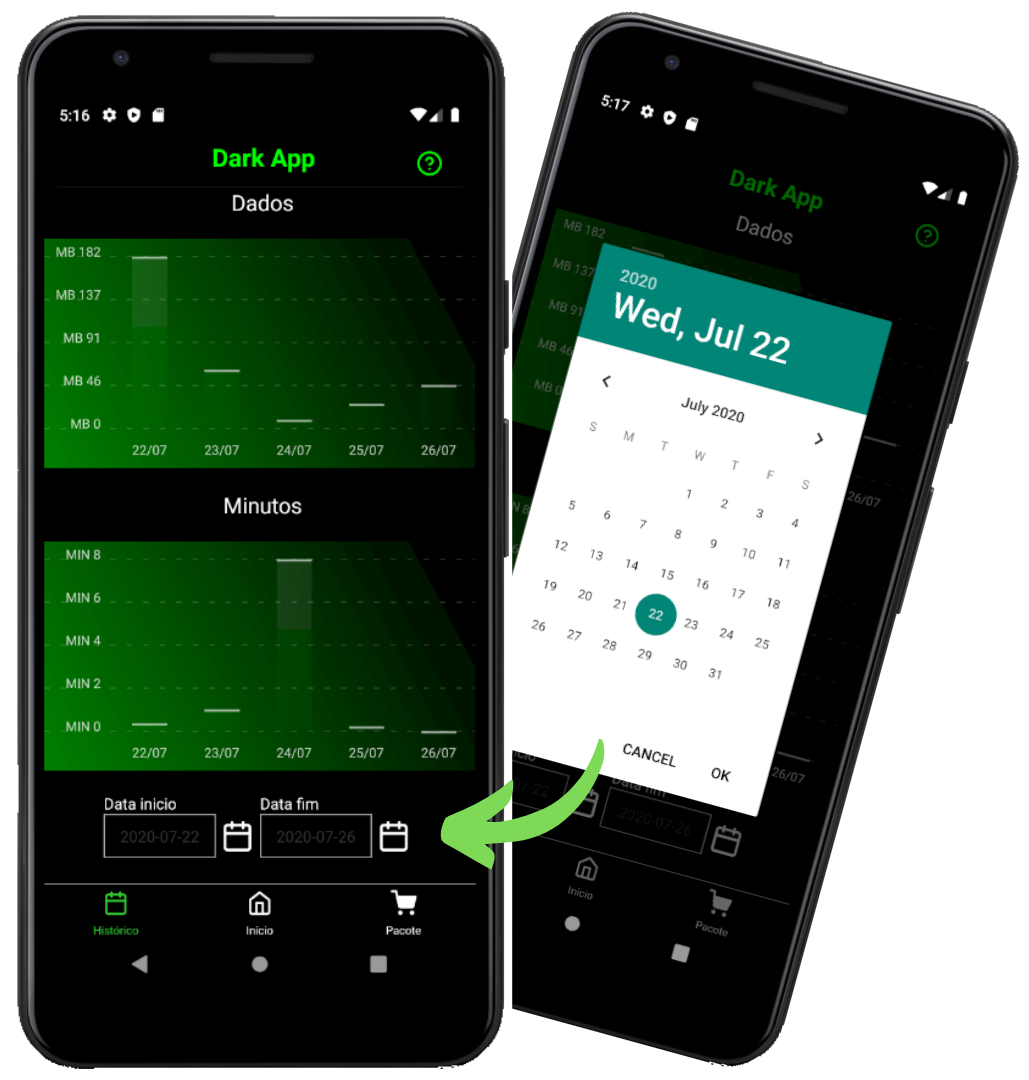 5:16
Dark App
Dados
MB 182
MB 137
MB 91
MB 46
MB 0
22/07 23/07 24/07 25/07 26/07
Minutos
MIN 8
MIN 6
MIN 4
MIN 2
MIN 0
22/07 23/07 24/07 25/07 26/07
Data inicio Data fim
2020-07-22 2020-07-26
Histórico Início Pacote
5:17
Dark App
Dados
MB 182
MB 137
MB 91
MB 46
MB 0
2020
Wed, Jul 22
July 2020
S M T W T F S
1 2 3 4
5 6 7 8 9 10 11
12 13 14 15 16 17 18
19 20 21 22 23 24 25
26 27 28 29 30 31
CANCEL OK
26/07
26/07
Data fim
2020-07-26
Início Pacote